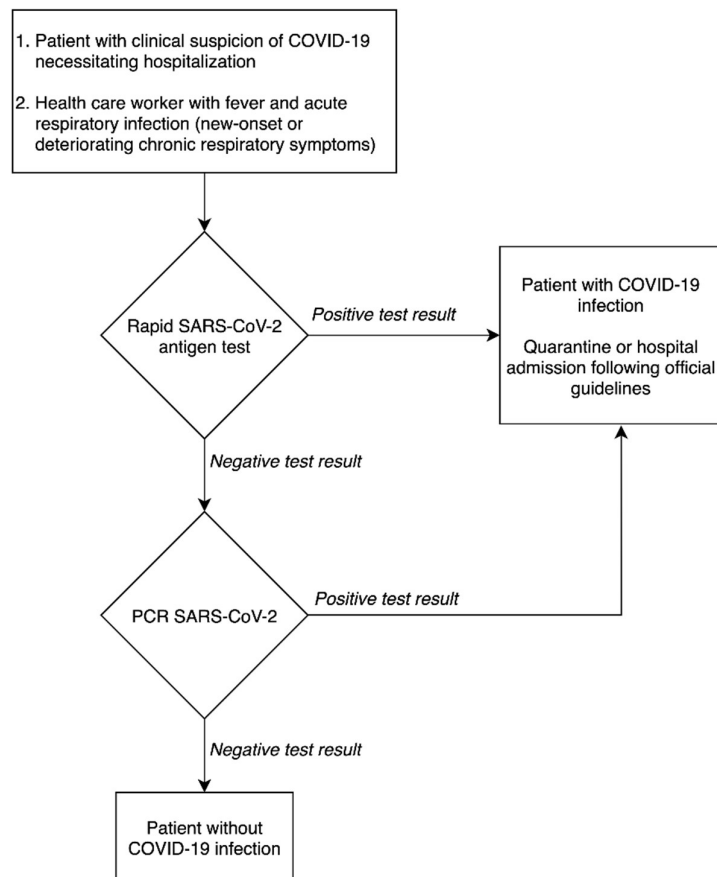 1. Patient with clinical suspicion of COVID-19
necessitating hospitalization
2. Health care worker with fever and acute
respiratory infection (new-onset or
deteriorating chronic respiratory symptoms)
Rapid SARS-CoV-2
antigen test
Positive test result
Patient with COVID-19
infection
Quarantine or hospital
admission following official
guidelines
Negative test result
PCR SARS-CoV-2
Positive test result
Negative test result
Patient without
COVID-19 infection